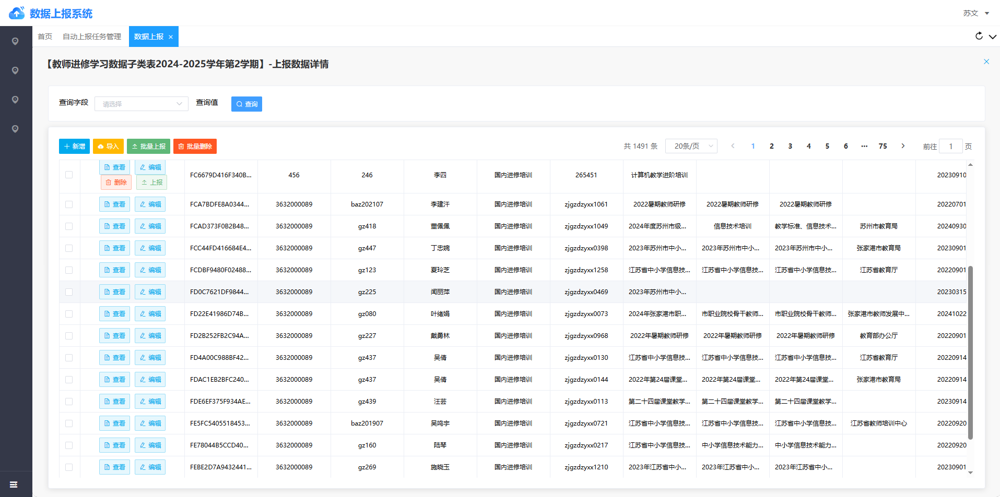 数据上报系统
苏文
首页 自动上报任务管理 数据上报
【教师进修学习数据子类表2024-2025学年第2学期】-上报数据详情
查询字段 请选择 查询值 查询
新增 导入 批量上报 批量删除 共 1491 条 20条/页 1 2 3 4 5 6 ··· 75 前往 1 页
查看 编辑 删除 上报 FC6679D416F340B... 456 246 李四 国内进修培训 265451 计算机教学进阶培训 20230910
查看 编辑 FCA7BDFE8A0344... 3632000089 baz202107 李建汗 国内进修培训 zjgzdzyxx1061 2022暑期教师研修 2022暑期教师研修 2022暑期教师研修 20220701
查看 编辑 FCAD373F0B2B48... 3632000089 gz418 董佩佩 国内进修培训 zjgzdzyxx1049 2024年度苏州市级... 信息技术培训 教学标准、信息技术... 苏州市教育局 20240930
查看 编辑 FCC44FD416684E4... 3632000089 gz447 丁忠婉 国内进修培训 zjgzdzyxx0398 2023年苏州市中小... 2023年苏州市中小... 2023年苏州市中小... 张家港市教育局 20230901
查看 编辑 FCDBF9480F02488... 3632000089 gz123 夏玲芝 国内进修培训 zjgzdzyxx1258 江苏省中小学信息技... 江苏省中小学信息技... 江苏省中小学信息技... 江苏省教育厅 20220901
查看 编辑 FD0C7621DF9844... 3632000089 gz225 闻丽萍 国内进修培训 zjgzdzyxx0469 2023年苏州市中小... 20230315
查看 编辑 FD22E41986D74B... 3632000089 gz080 叶绪娟 国内进修培训 zjgzdzyxx0073 2024年张家港市职... 市职业院校骨干教师... 市职业院校骨干教师... 张家港市教师发展中... 20241022
查看 编辑 FD2B252FB2C94A... 3632000089 gz227 戴勇林 国内进修培训 zjgzdzyxx0968 2022年暑期教师研修 2022年暑期教师研修 2022年暑期教师研修 教育部办公厅 20220901
查看 编辑 FD4A00C988BF42... 3632000089 gz437 吴倩 国内进修培训 zjgzdzyxx0130 江苏省中小学信息技... 江苏省中小学信息技... 江苏省中小学信息技... 江苏省教育厅 20220914
查看 编辑 FDAC1EB2BFC240... 3632000089 gz437 吴倩 国内进修培训 zjgzdzyxx0144 2022年第24届课堂... 2022年第24届课堂... 2022年第24届课堂... 张家港市教育局 20220914
查看 编辑 FDE6EF375F934AE... 3632000089 gz439 汪芸 国内进修培训 zjgzdzyxx0113 第二十四届课堂教学... 第二十四届课堂教学... 第二十四届课堂教学... 20230914
查看 编辑 FE5FC5405518453... 3632000089 baz201907 吴鸣宇 国内进修培训 zjgzdzyxx0721 江苏省中小学信息技... 江苏省中小学信息技... 江苏省中小学信息技... 江苏省教师培训中心 20220920
查看 编辑 FE78044B5CCD40... 3632000089 gz160 陆琴 国内进修培训 zjgzdzyxx0217 江苏省中小学信息技... 中小学信息技术能力... 中小学信息技术能力... 20220920
查看 编辑 FEBE2D7A9432441... 3632000089 gz269 施晓玉 国内进修培训 zjgzdzyxx1210 2023年江苏省中小... 2023年江苏省中小... 2023年江苏省中小... 20230901